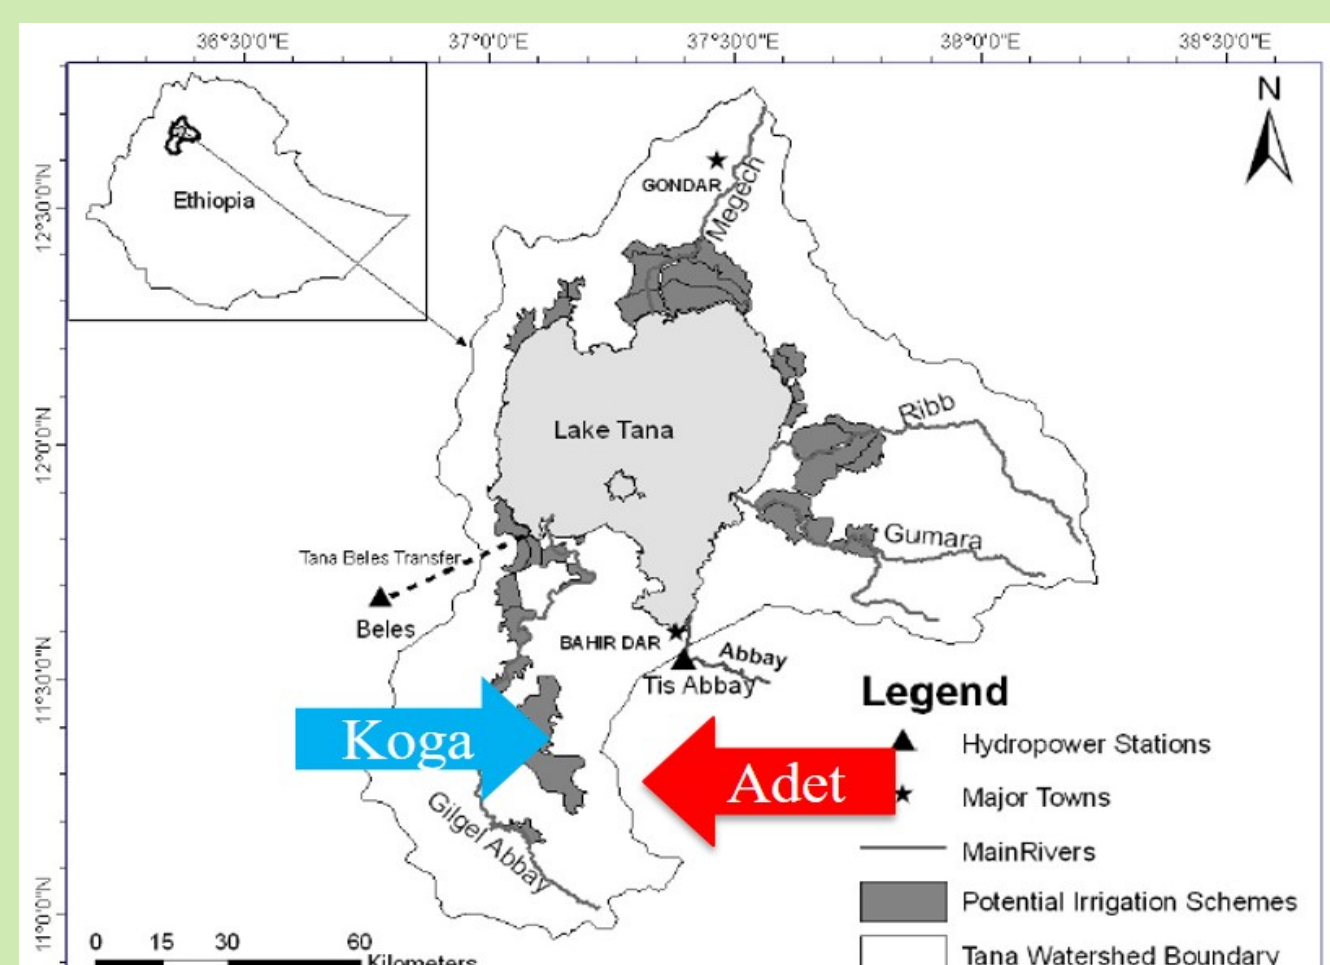 36°30'0"E 37°0'0"E 37°30'0"E 38°0'0"E 38°30'0"E
N
12°30'0"N
12°0'0"N
11°30'0"N
11°0'0"N
Ethiopia
GONDAR
Megech
Lake Tana
Ribb
Gumara
Tana Beles Transfer
Beles
BAHIR DAR
Abbay
Tis Abbay
Koga
Adet
Gilgel Abbay
Legend
Hydropower Stations
Major Towns
MainRivers
Potential Irrigation Schemes
Tana Watershed Boundary
0 15 30 60
Kilometers